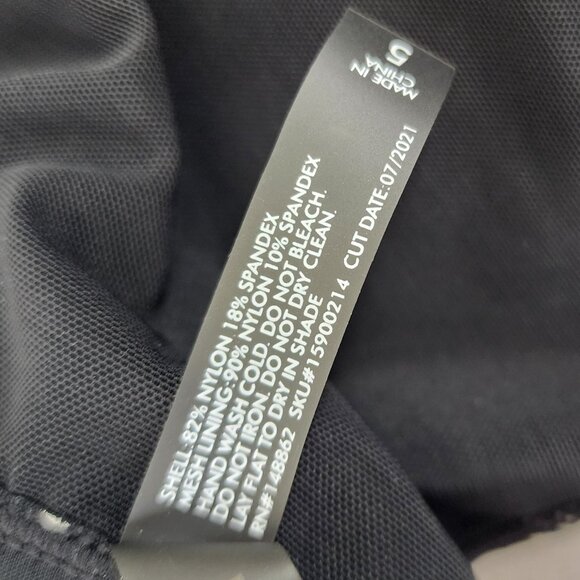 SHELL:82% NYLON 18% SPANDEX
MESH LINING:90% NYLON 10% SPANDEX
HAND WASH COLD. DO NOT BLEACH.
DO NOT IRON. DO NOT DRY CLEAN.
LAY FLAT TO DRY IN SHADE
RN# 148862 SKU#15900214 CUT DATE:07/2021
MADE IN
CHINA
5